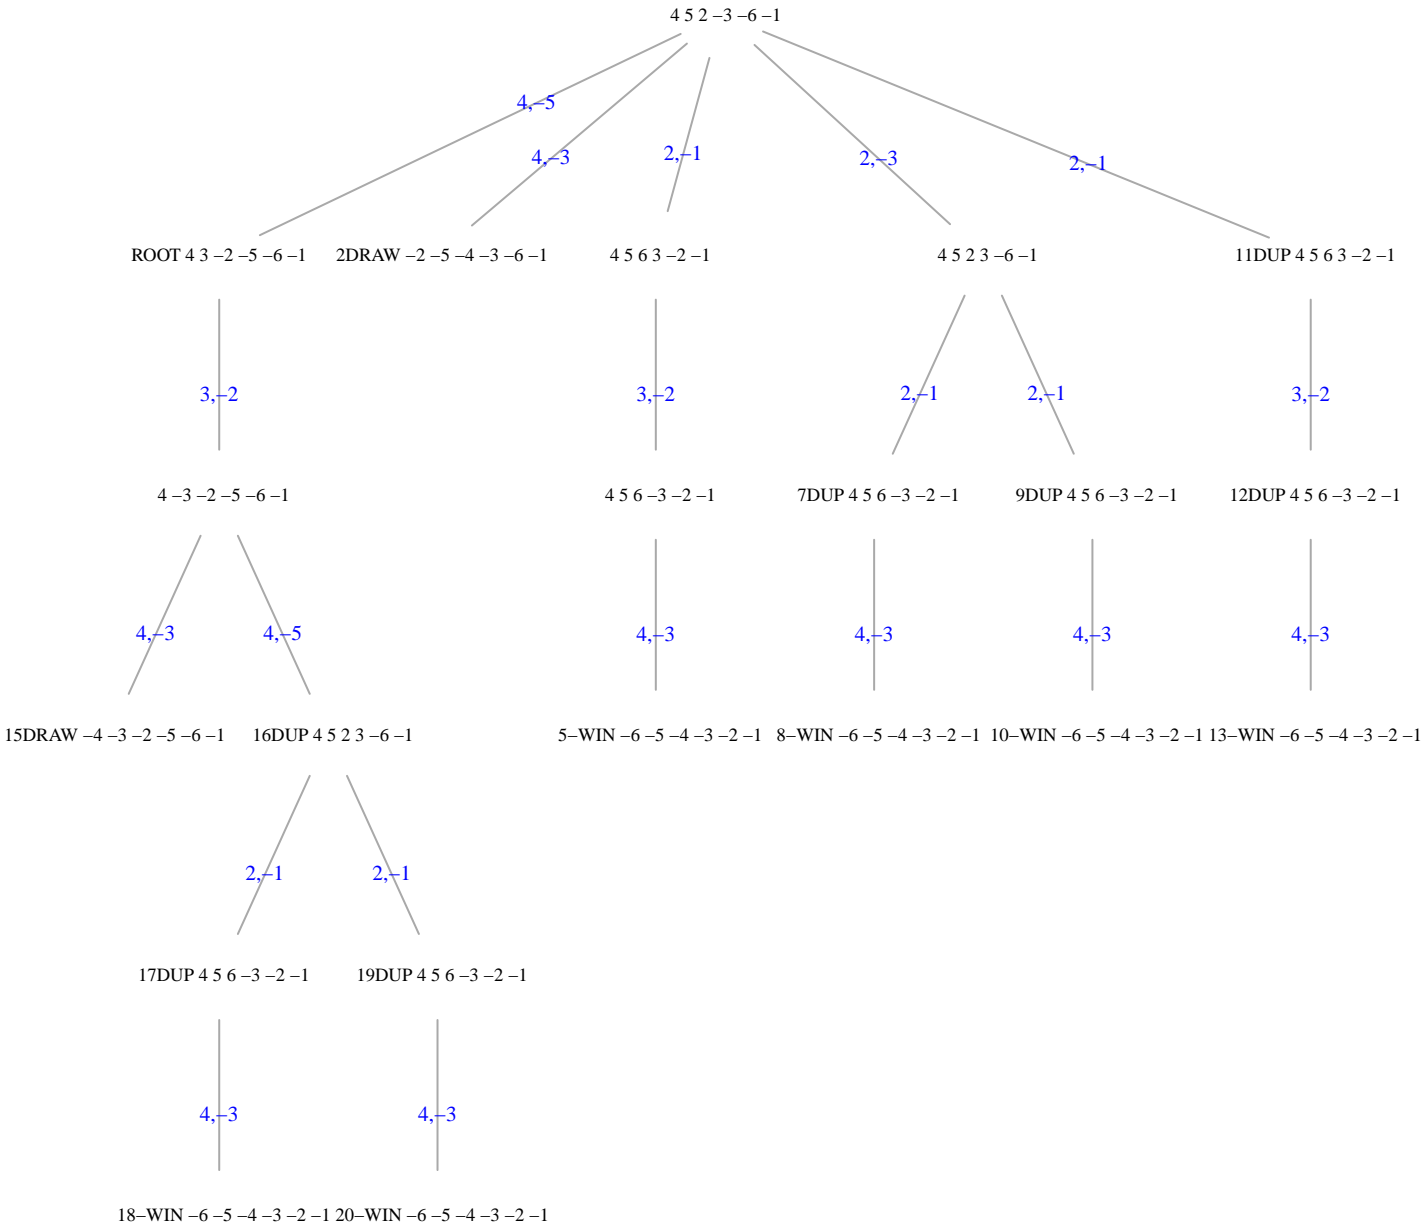 4 5 2 –3 –6 –1
4,–5
4,–3
2,–1
2,–3
2,–1
ROOT 4 3 –2 –5 –6 –1
2DRAW –2 –5 –4 –3 –6 –1
4 5 6 3 –2 –1
4 5 2 3 –6 –1
11DUP 4 5 6 3 –2 –1
3,–2
3,–2
2,–1
2,–1
3,–2
4 –3 –2 –5 –6 –1
4 5 6 –3 –2 –1
7DUP 4 5 6 –3 –2 –1
9DUP 4 5 6 –3 –2 –1
12DUP 4 5 6 –3 –2 –1
4,–3
4,–5
4,–3
4,–3
4,–3
4,–3
15DRAW –4 –3 –2 –5 –6 –1
16DUP 4 5 2 3 –6 –1
5–WIN –6 –5 –4 –3 –2 –1
8–WIN –6 –5 –4 –3 –2 –1
10–WIN –6 –5 –4 –3 –2 –1
13–WIN –6 –5 –4 –3 –2 –1
2,–1
2,–1
17DUP 4 5 6 –3 –2 –1
19DUP 4 5 6 –3 –2 –1
4,–3
4,–3
18–WIN –6 –5 –4 –3 –2 –1
20–WIN –6 –5 –4 –3 –2 –1